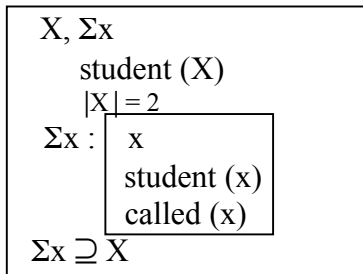 X, Σx
student (X)
|X| = 2
Σx : x
student (x)
called (x)
Σx ⊇ X